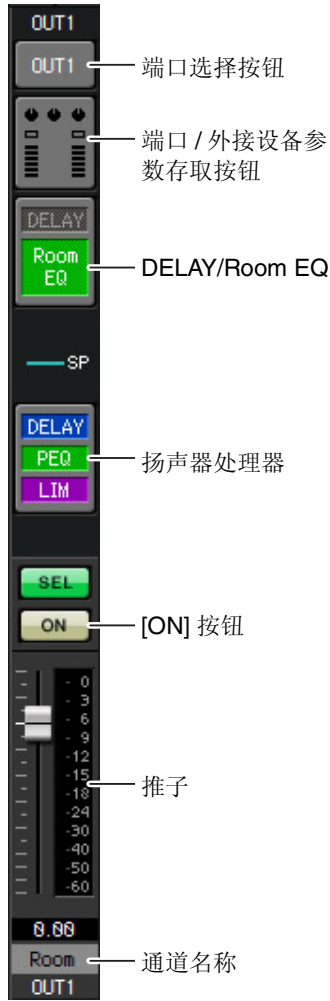 OUT1
OUT1
端口选择按钮
端口 / 外接设备参
数存取按钮
DELAY
Room
EQ
DELAY/Room EQ
SP
DELAY
PEQ
LIM
扬声器处理器
SEL
ON
[ON] 按钮
- 0
- 3
- 6
- 9
-12
-15
-18
-24
-30
-40
-50
-60
推子
0.00
Room
通道名称
OUT1